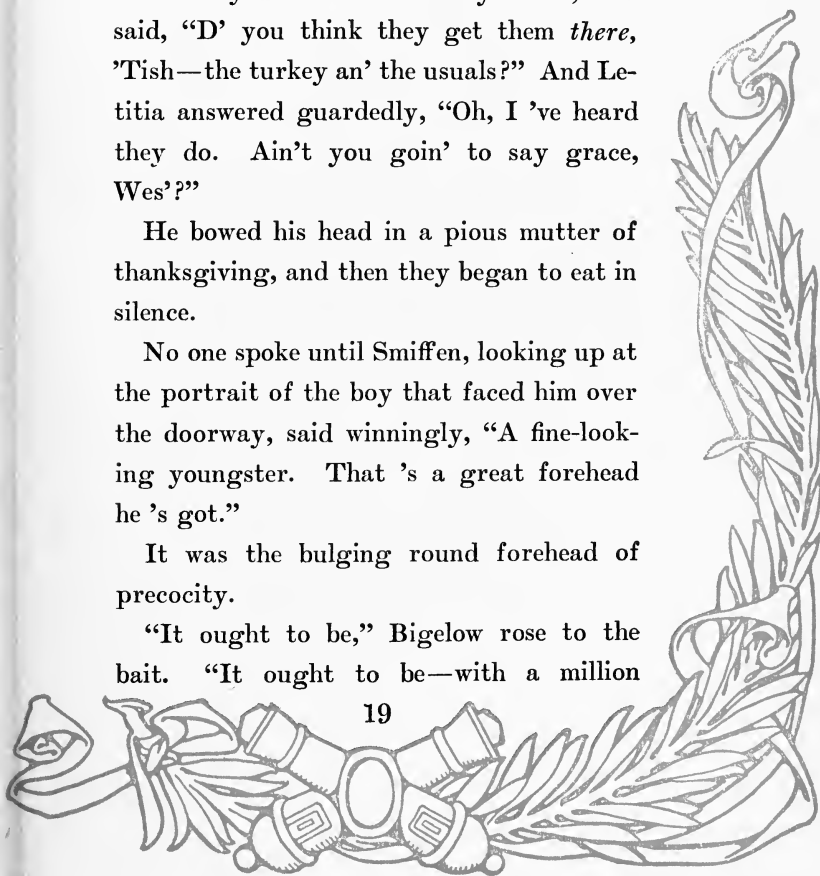 said, “D’ you think they get them there,
’Tish—the turkey an’ the usuals?” And Le-
titia answered guardedly, “Oh, I ’ve heard
they do. Ain’t you goin’ to say grace,
Wes’?”
He bowed his head in a pious mutter of
thanksgiving, and then they began to eat in
silence.
No one spoke until Smiffen, looking up at
the portrait of the boy that faced him over
the doorway, said winningly, “A fine-look-
ing youngster. That ’s a great forehead
he ’s got.”
It was the bulging round forehead of
precocity.
“It ought to be,” Bigelow rose to the
bait. “It ought to be—with a million
19